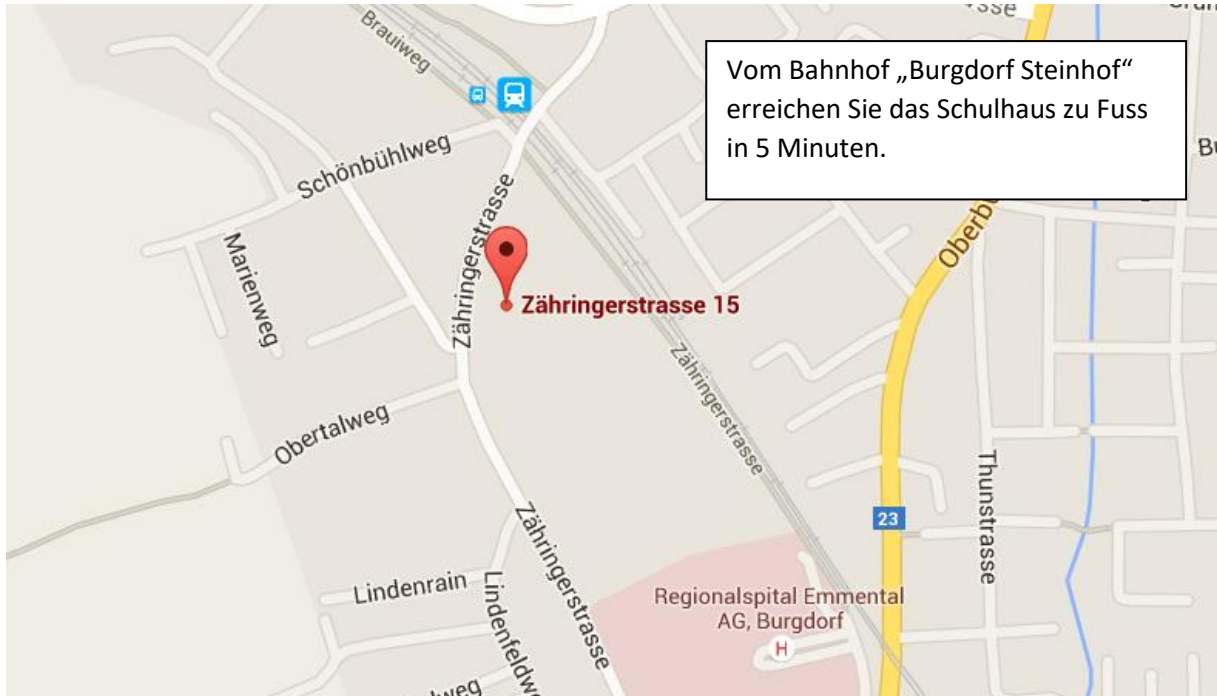 Brauiweg
Vom Bahnhof „Burgdorf Steinhof“
erreichen Sie das Schulhaus zu Fuss
in 5 Minuten.
Schönbühlweg
Marienweg
Zähringerstrasse
Zähringerstrasse 15
Zähringerstrasse
Obertalweg
Thunstrasse
23
Zähringerstrasse
Lindenrain
Regionalspital Emmental
AG, Burgdorf
H